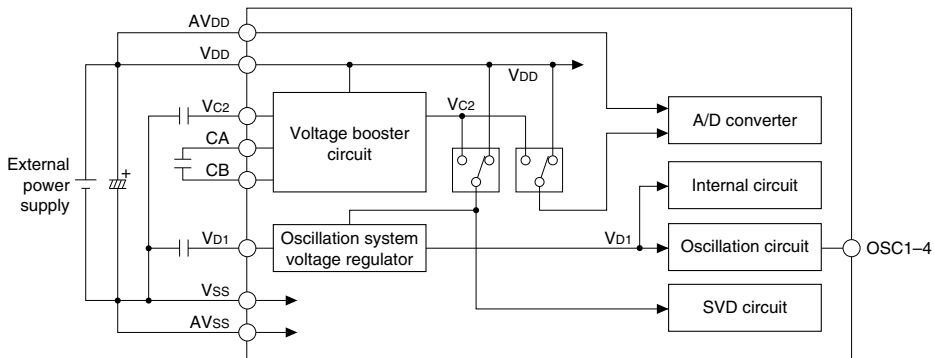 AVDD
VDD
VDD
VC2
VC2
CA
CB
Voltage booster
circuit
A/D converter
External
power
supply
+
Internal circuit
VD1
Oscillation system
voltage regulator
VD1
Oscillation circuit
OSC1–4
VSS
SVD circuit
AVSS